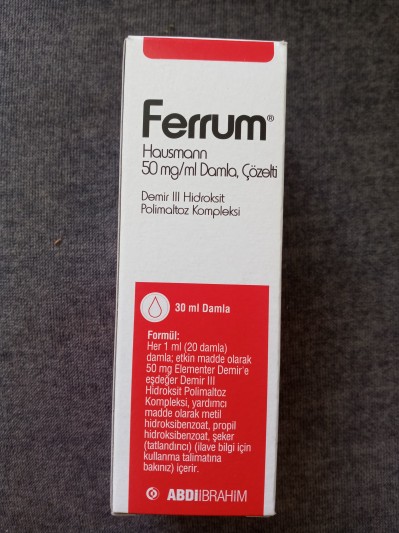 Ferrum®
Hausmann
50 mg/ml Damla, Çözelti
Demir III Hidroksit
Polimaltoz Kompleksi
30 ml Damla
Formül:
Her 1 ml (20 damla)
damla; etkin madde olarak
50 mg Elementer Demir'e
eşdeğer Demir III
Hidroksit Polimaltoz
Kompleksi, yardımcı
madde olarak metil
hidroksibenzoat, propil
hidroksibenzoat, şeker
(tatlandırıcı) (ilave bilgi için
kullanma talimatına
bakınız) içerir.
ABDİİBRAHİM